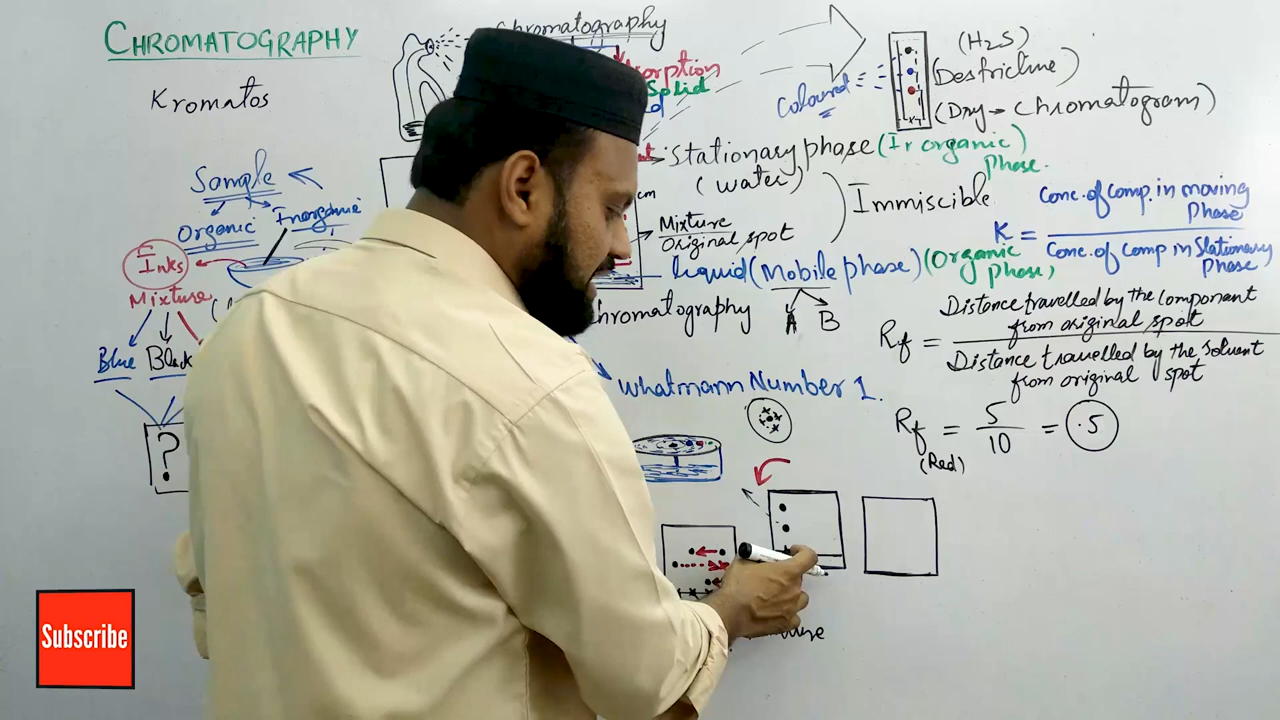 CHROMATOGRAPHY
Kromatos
Sample
Organic
Inorganic
Inks
Mixture
Blue
Black
?
Chromatography
Coloured
(H2S)
(Destrictine)
(Dry → Chromatogram)
Stationary phase (Inorganic)
Phase.
(water)
Immiscible
cm
Mixture
Original spot
liquid (Mobile phase) (Organic
phase)
A B
K = Conc. of comp. in moving
Phase
Conc. of Comp in Stationary
Phase
Rf = Distance travelled by the component
from original spot
Distance travelled by the solvent
from original spot
Whatmann Number 1.
Rf = 5
10
= .5
(Red)
Subscribe